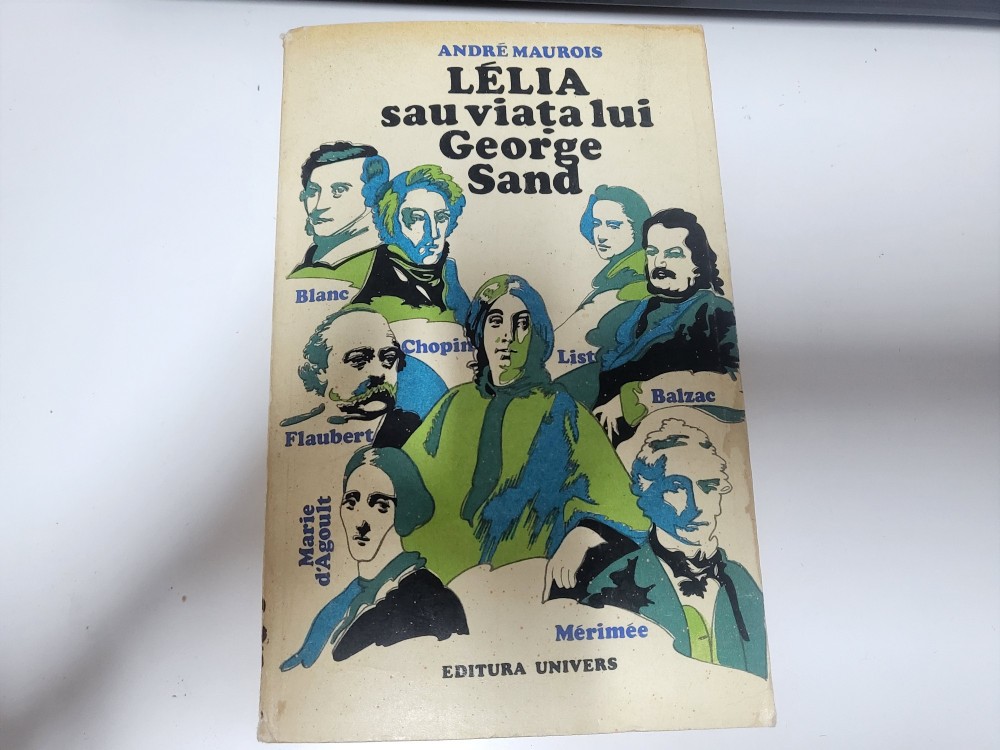 ANDRÉ MAUROIS
LÉLIA
sau viața lui
George
Sand
Blanc
Chopin
List
Balzac
Flaubert
Marie
d'Agoult
Mérimée
EDITURA UNIVERS